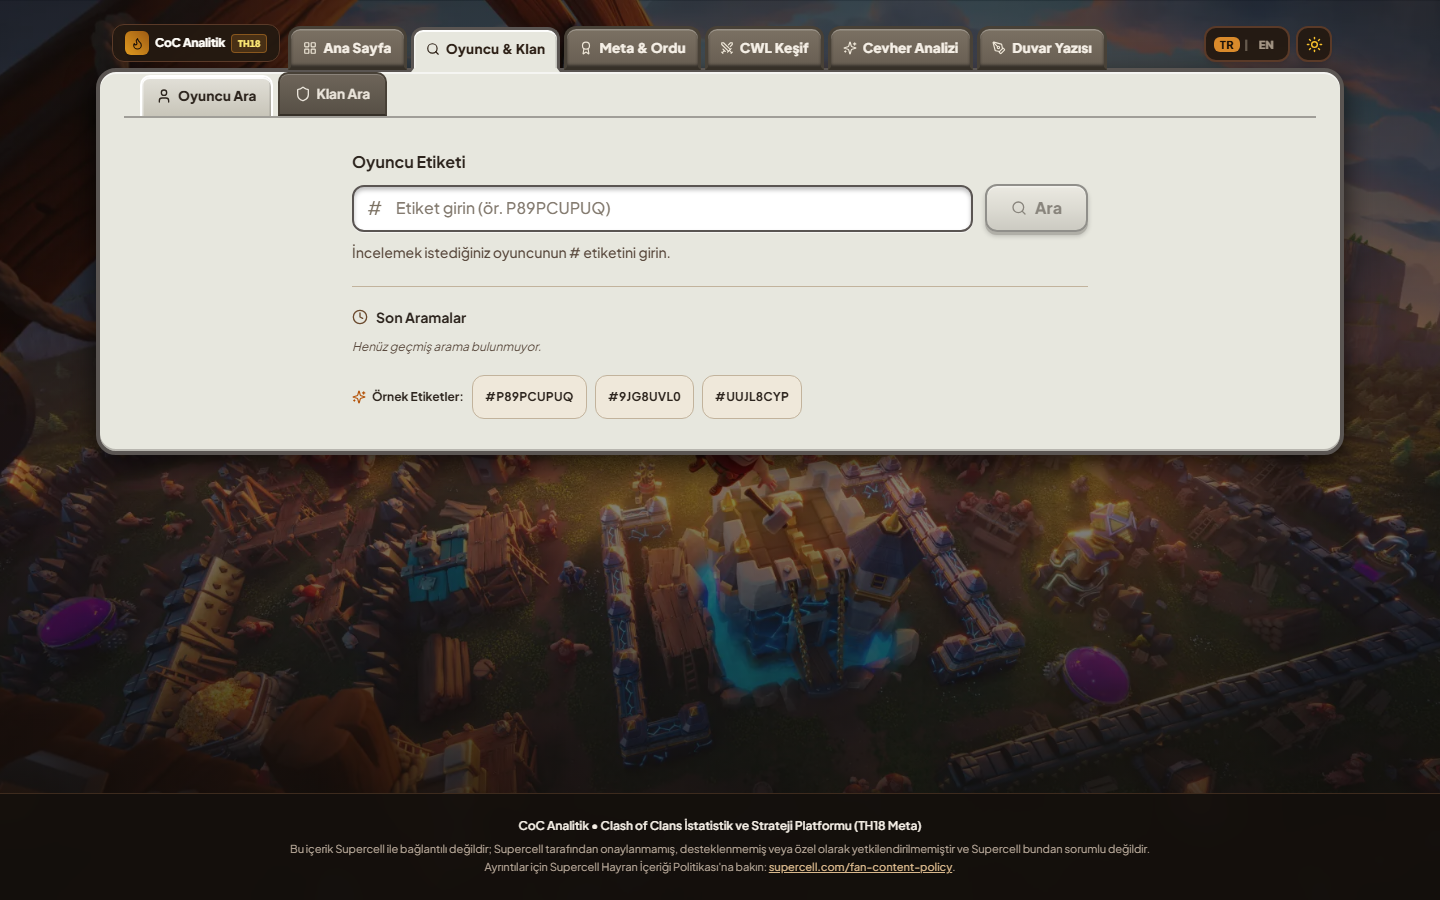 CoC Analitik TH18 Ana Sayfa Oyuncu & Klan Meta & Ordu CWL Keşif Cevher Analizi Duvar Yazısı TR | EN
Oyuncu Ara Klan Ara
Oyuncu Etiketi
# Etiket girin (ör. P89PCUPUQ) Ara
İncelemek istediğiniz oyuncunun # etiketini girin.
Son Aramalar
Henüz geçmiş arama bulunmuyor.
Örnek Etiketler: #P89PCUPUQ #9JG8UVL0 #UUJL8CYP
CoC Analitik • Clash of Clans İstatistik ve Strateji Platformu (TH18 Meta)
Bu içerik Supercell ile bağlantılı değildir; Supercell tarafından onaylanmamış, desteklenmemiş veya özel olarak yetkilendirilmemiştir ve Supercell bundan sorumlu değildir.
Ayrıntılar için Supercell Hayran İçeriği Politikası'na bakın: supercell.com/fan-content-policy.